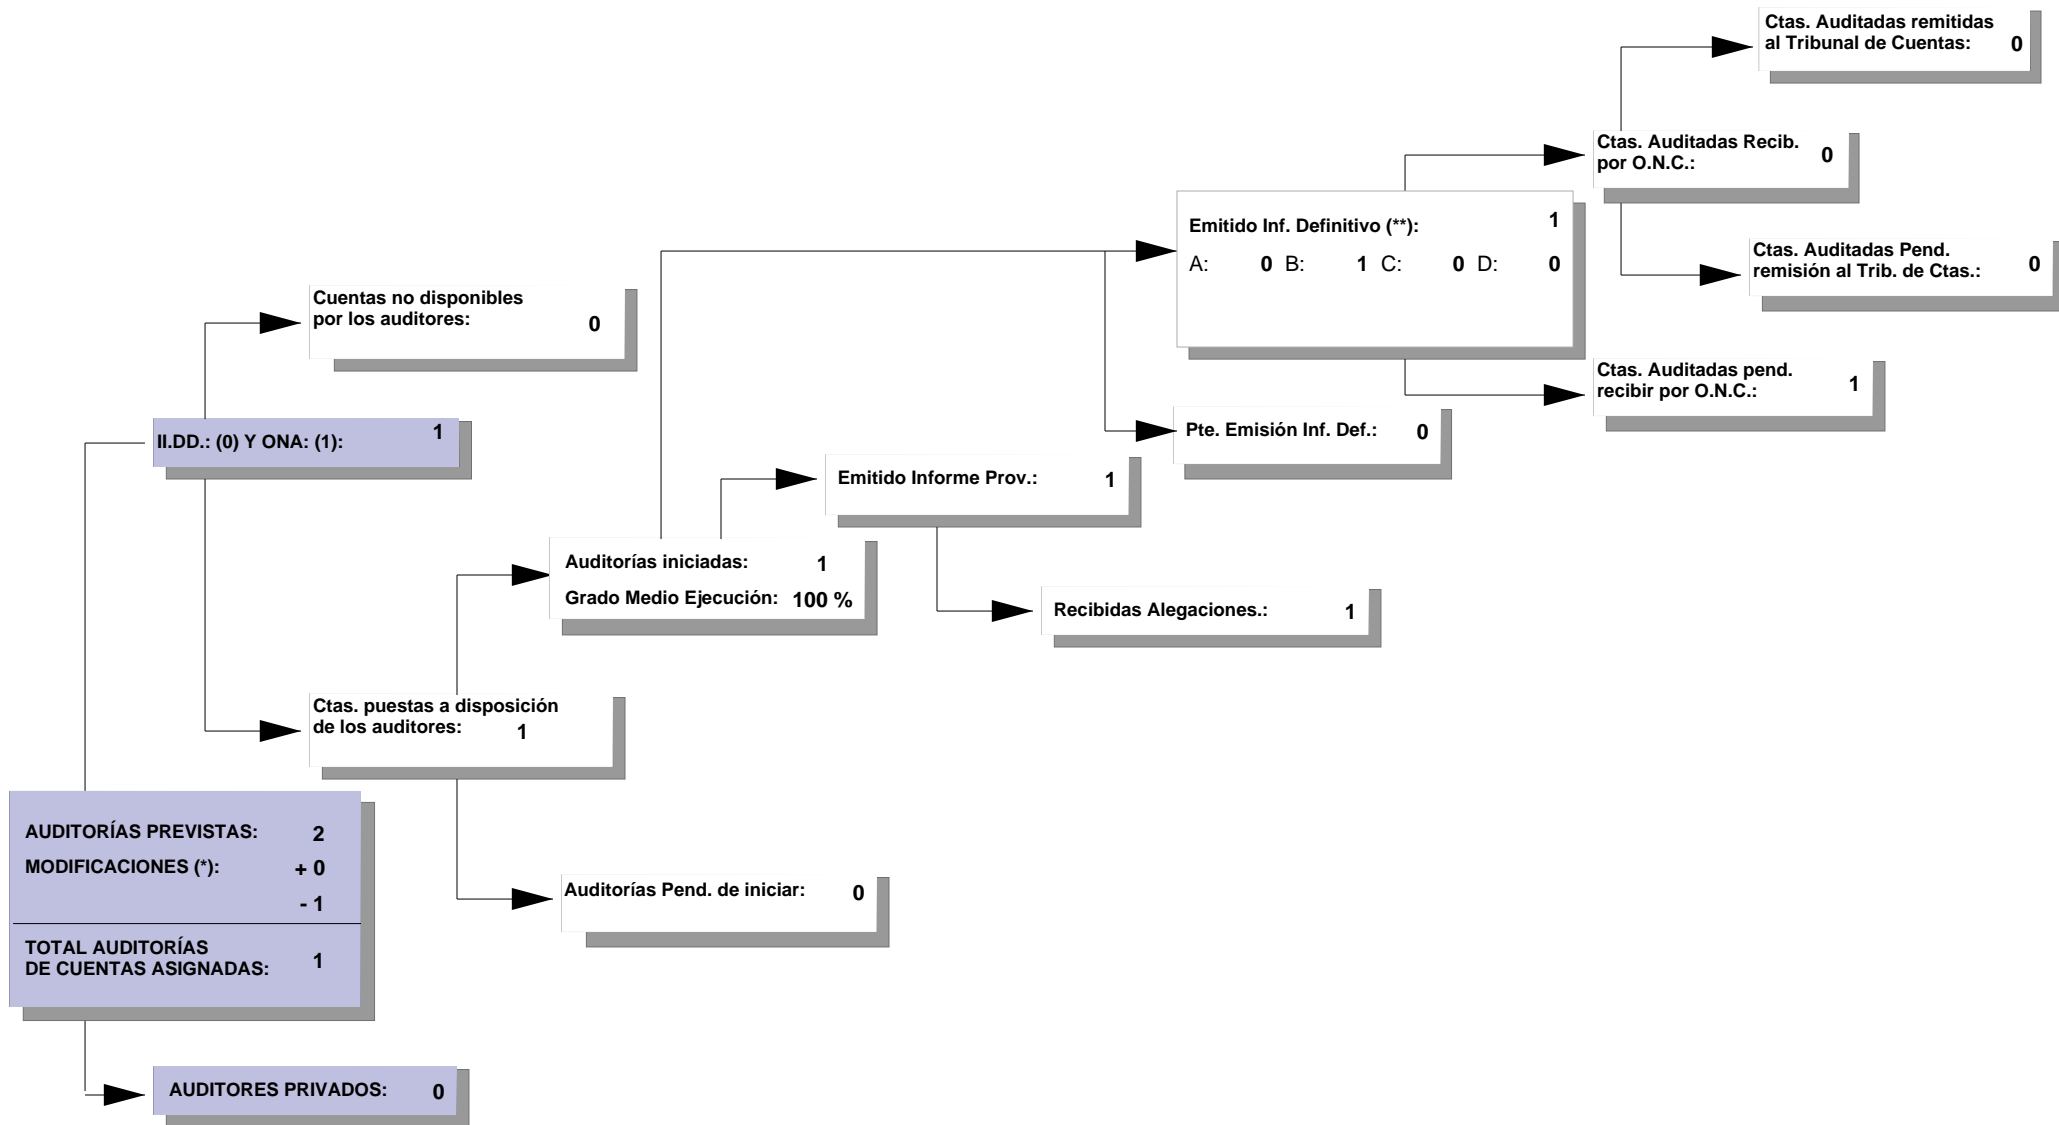 Ctas. Auditadas remitidas
al Tribunal de Cuentas: 0
Ctas. Auditadas Recib.
por O.N.C.: 0
Emitido Inf. Definitivo (**): 1
A: 0 B: 1 C: 0 D: 0
Ctas. Auditadas Pend.
remisión al Trib. de Ctas.: 0
Cuentas no disponibles
por los auditores: 0
Ctas. Auditadas pend.
recibir por O.N.C.: 1
II.DD.: (0) Y ONA: (1): 1
Pte. Emisión Inf. Def.: 0
Emitido Informe Prov.: 1
Auditorías iniciadas: 1
Grado Medio Ejecución: 100 %
Recibidas Alegaciones.: 1
Ctas. puestas a disposición
de los auditores: 1
AUDITORÍAS PREVISTAS: 2
MODIFICACIONES (*): + 0
- 1
Auditorías Pend. de iniciar: 0
TOTAL AUDITORÍAS
DE CUENTAS ASIGNADAS: 1
AUDITORES PRIVADOS: 0